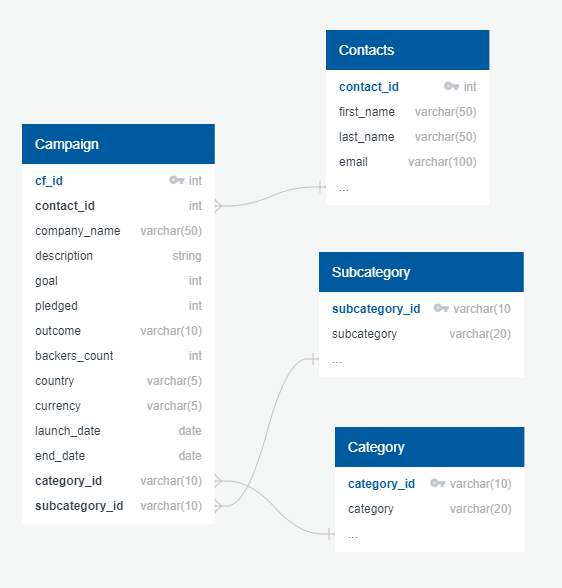 Contacts
contact_id int
first_name varchar(50)
last_name varchar(50)
email varchar(100)
...
Campaign
cf_id int
contact_id int
company_name varchar(50)
description string
goal int
pledged int
outcome varchar(10)
backers_count int
country varchar(5)
currency varchar(5)
launch_date date
end_date date
category_id varchar(10)
subcategory_id varchar(10)
Subcategory
subcategory_id varchar(10
subcategory varchar(20)
...
Category
category_id varchar(10)
category varchar(20)
...